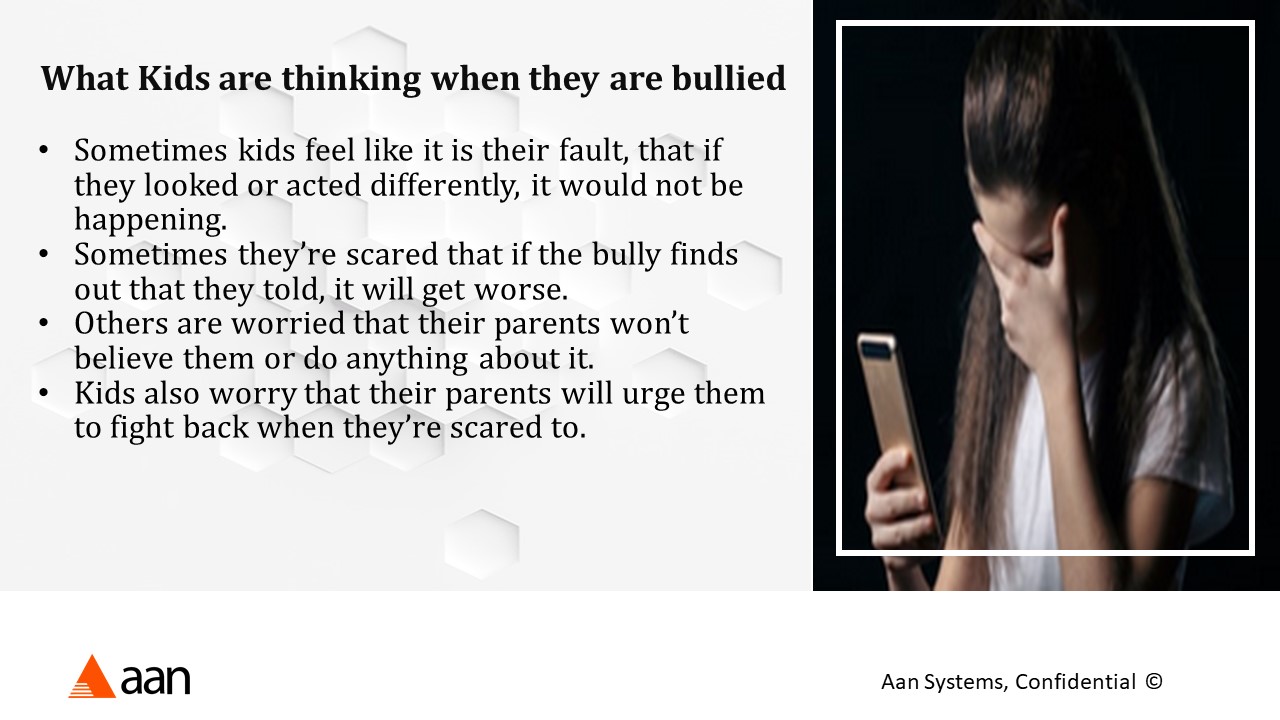 What Kids are thinking when they are bullied
• Sometimes kids feel like it is their fault, that if
they looked or acted differently, it would not be
happening.
• Sometimes they’re scared that if the bully finds
out that they told, it will get worse.
• Others are worried that their parents won’t
believe them or do anything about it.
• Kids also worry that their parents will urge them
to fight back when they’re scared to.
aan
Aan Systems, Confidential ©